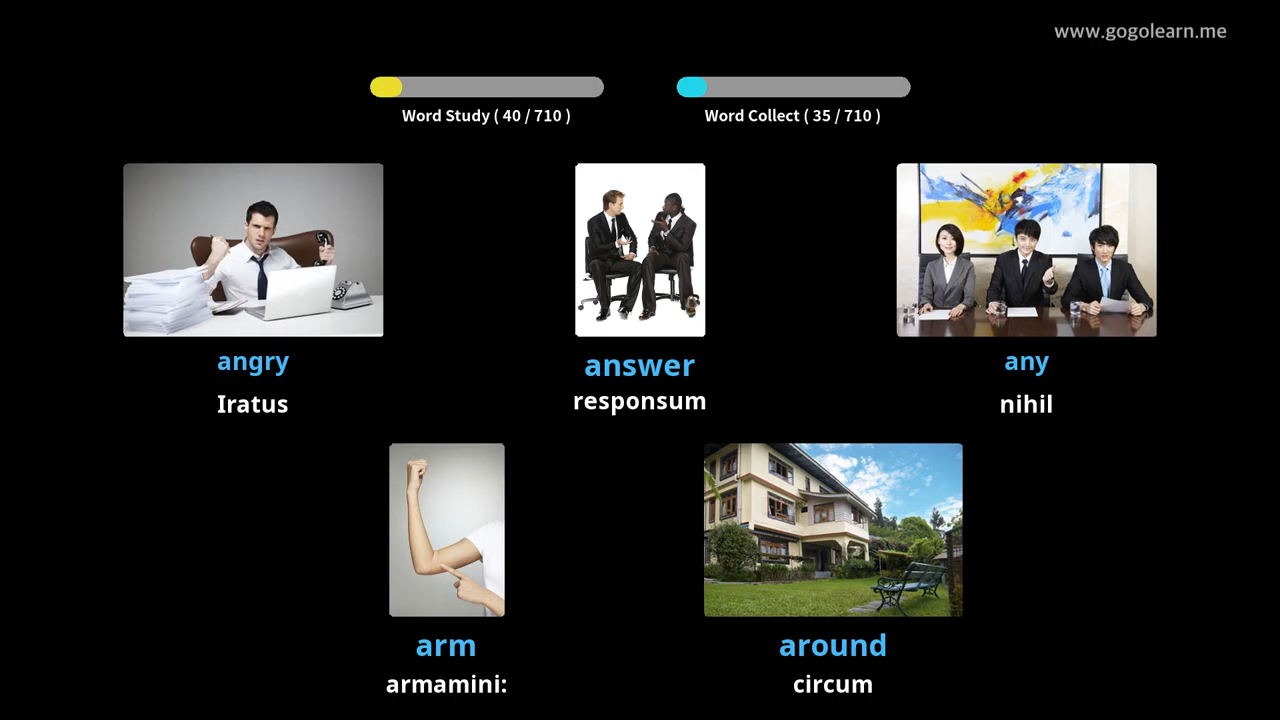 www.gogolearn.me
Word Study ( 40 / 710 )
Word Collect ( 35 / 710 )
angry
answer
any
Iratus
responsum
nihil
arm
around
armamini:
circum